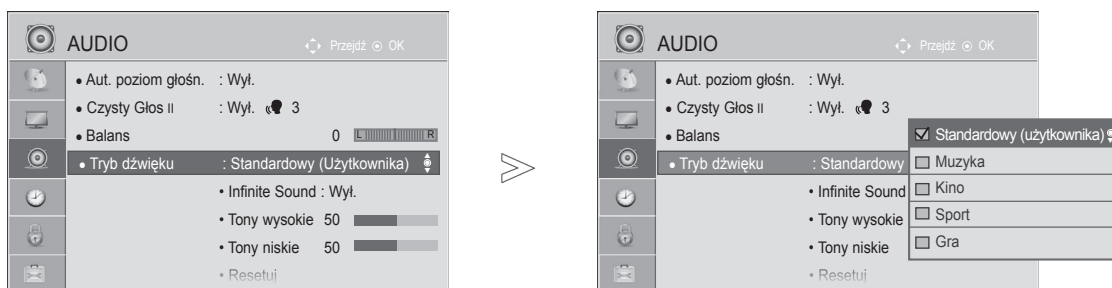 AUDIO
Przejdź OK
• Aut. poziom głośn. : Wył.
• Czysty Głos II : Wył. 3
• Balans 0 L R
• Tryb dźwięku : Standardowy (Użytkownika)
• Infinite Sound : Wył.
• Tony wysokie 50
• Tony niskie 50
• Resetuj
AUDIO
Przejdź OK
• Aut. poziom głośn. : Wył.
• Czysty Głos II : Wył. 3
• Balans
• Tryb dźwięku : Standardowy
• Infinite Sound
• Tony wysokie
• Tony niskie
• Resetuj
Standardowy (użytkownika)
Muzyka
Kino
Sport
Gra